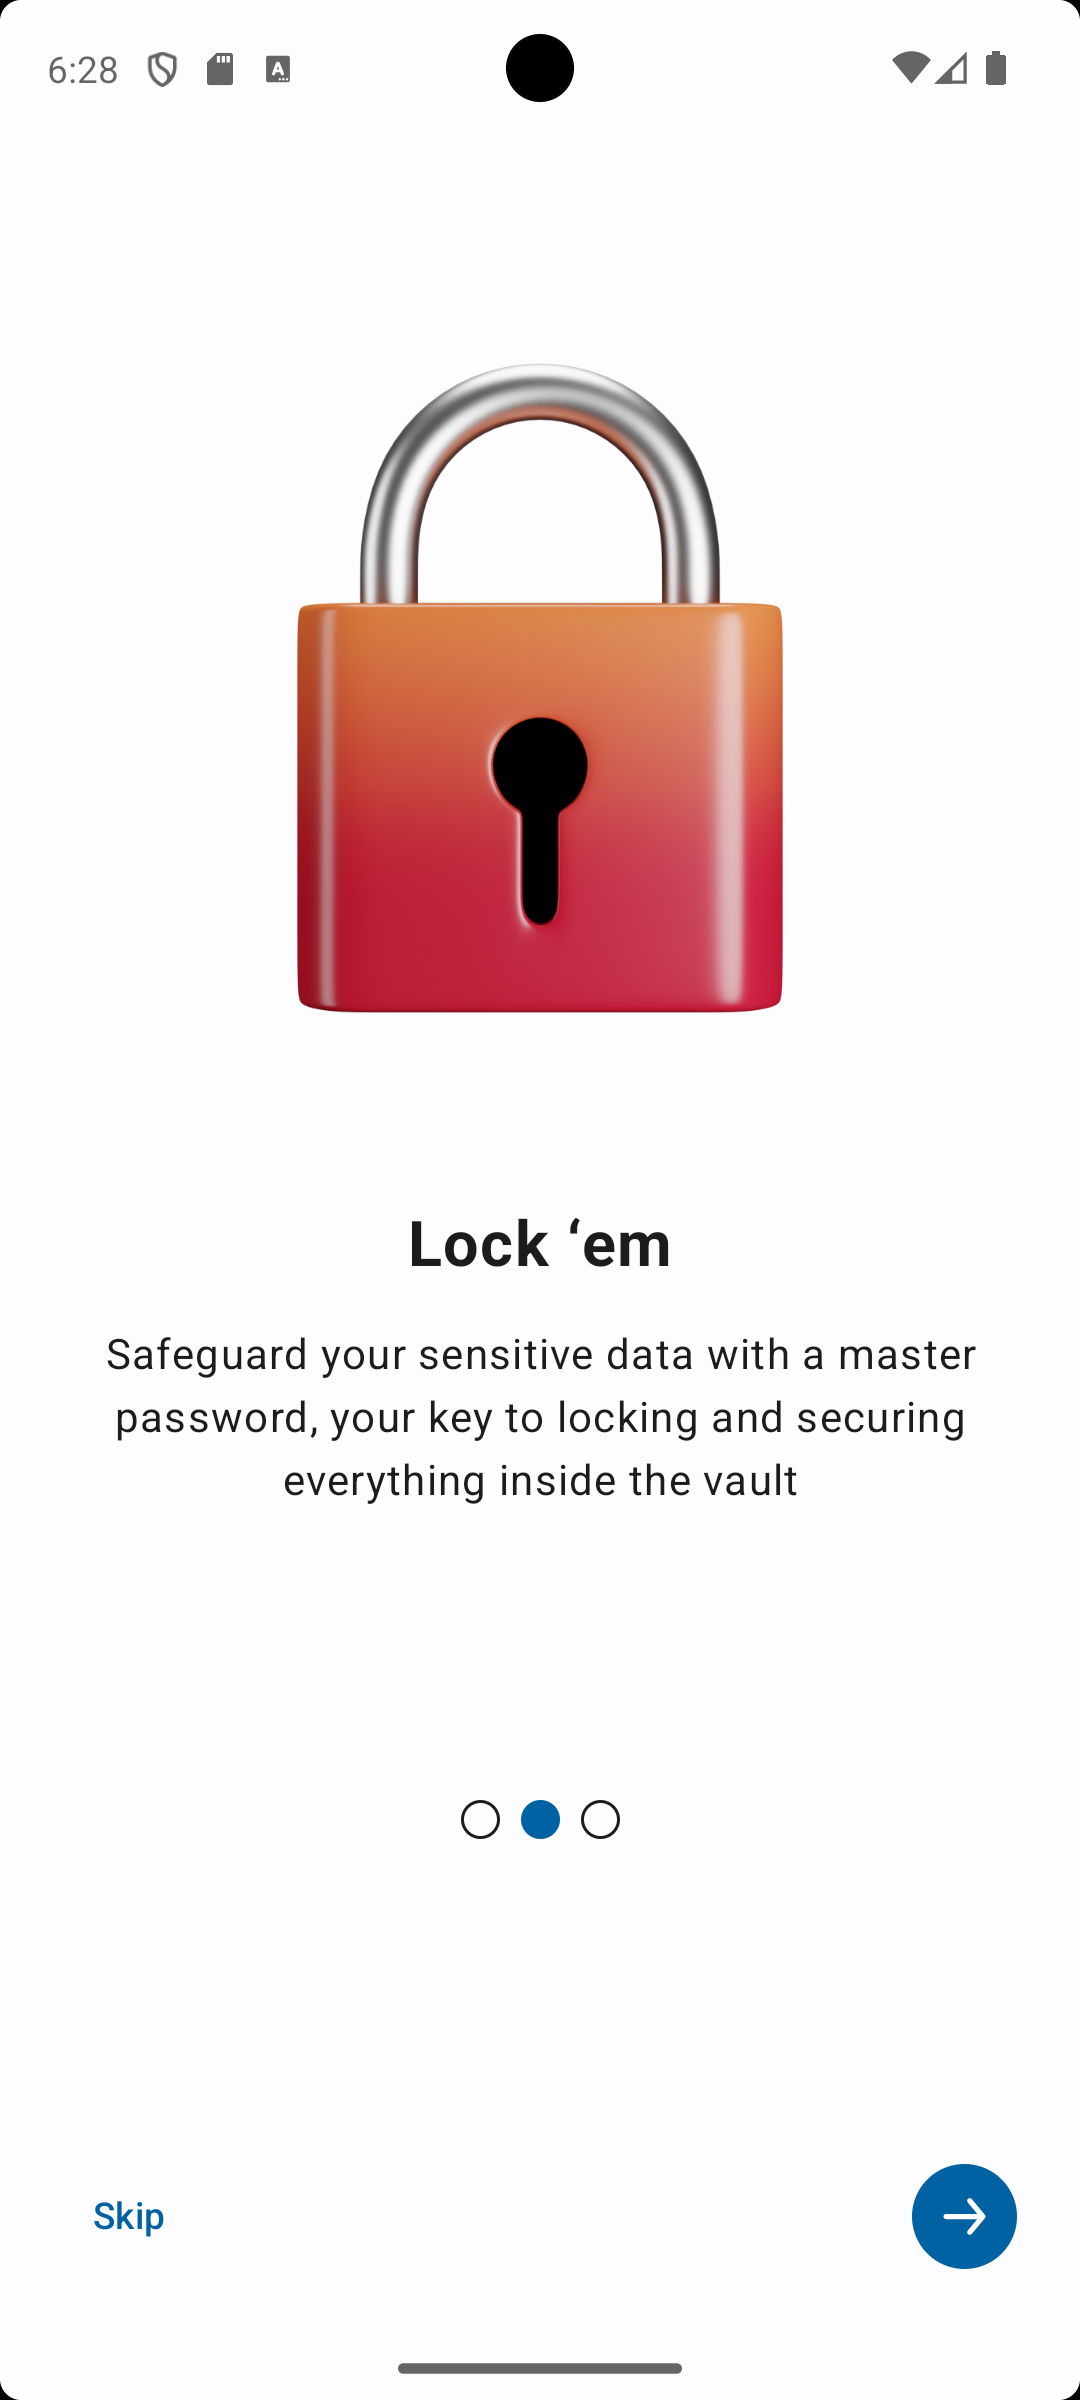 6:28
Lock ‘em
Safeguard your sensitive data with a master
password, your key to locking and securing
everything inside the vault
Skip